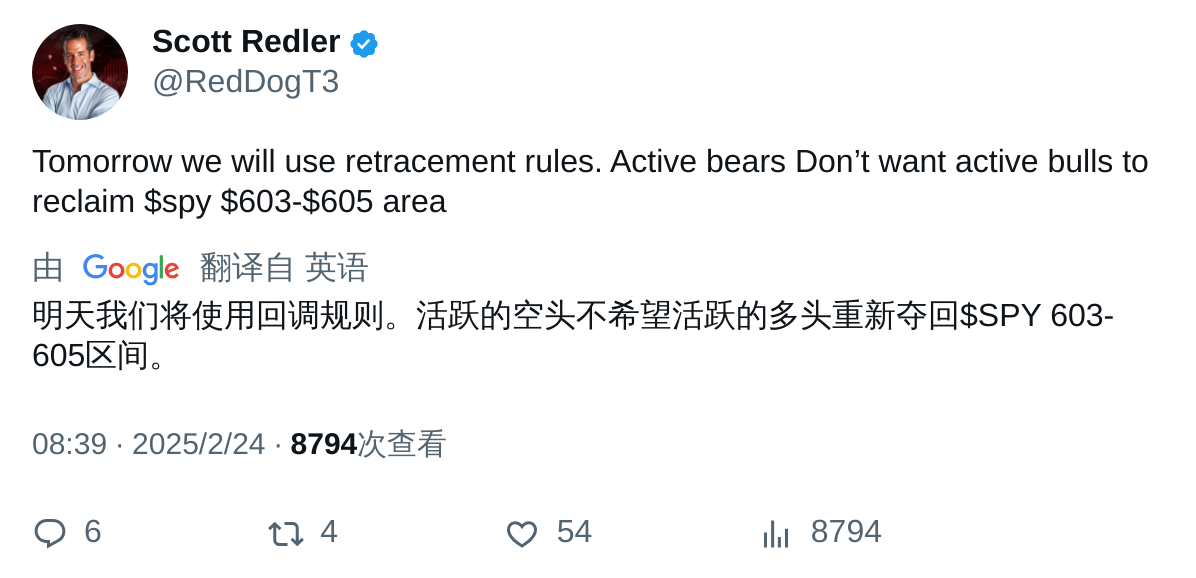 Scott Redler
@RedDogT3
Tomorrow we will use retracement rules. Active bears Don’t want active bulls to
reclaim $spy $603-$605 area
由 Google 翻译自 英语
明天我们将使用回调规则。活跃的空头不希望活跃的多头重新夺回$SPY 603-
605区间。
08:39 · 2025/2/24 · 8794次查看
6 4 54 8794